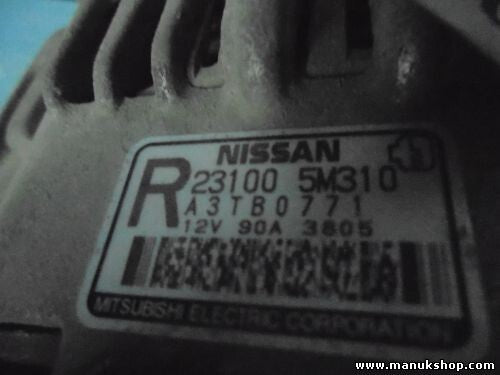 NISSAN
R 23100 5M310
A3TB0771
12V 90A 3805
MITSUBISHI ELECTRIC CORPORATION
www.manukshop.com